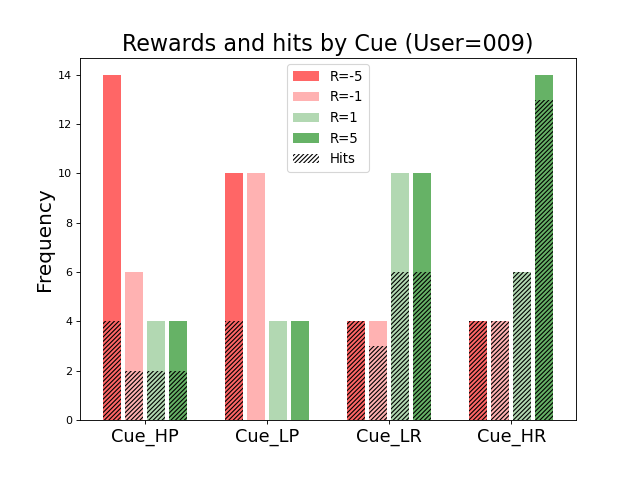 Rewards and hits by Cue (User=009)
R=-5
R=-1
R=1
R=5
Hits
Frequency
14
12
10
8
6
4
2
0
Cue_HP
Cue_LP
Cue_LR
Cue_HR